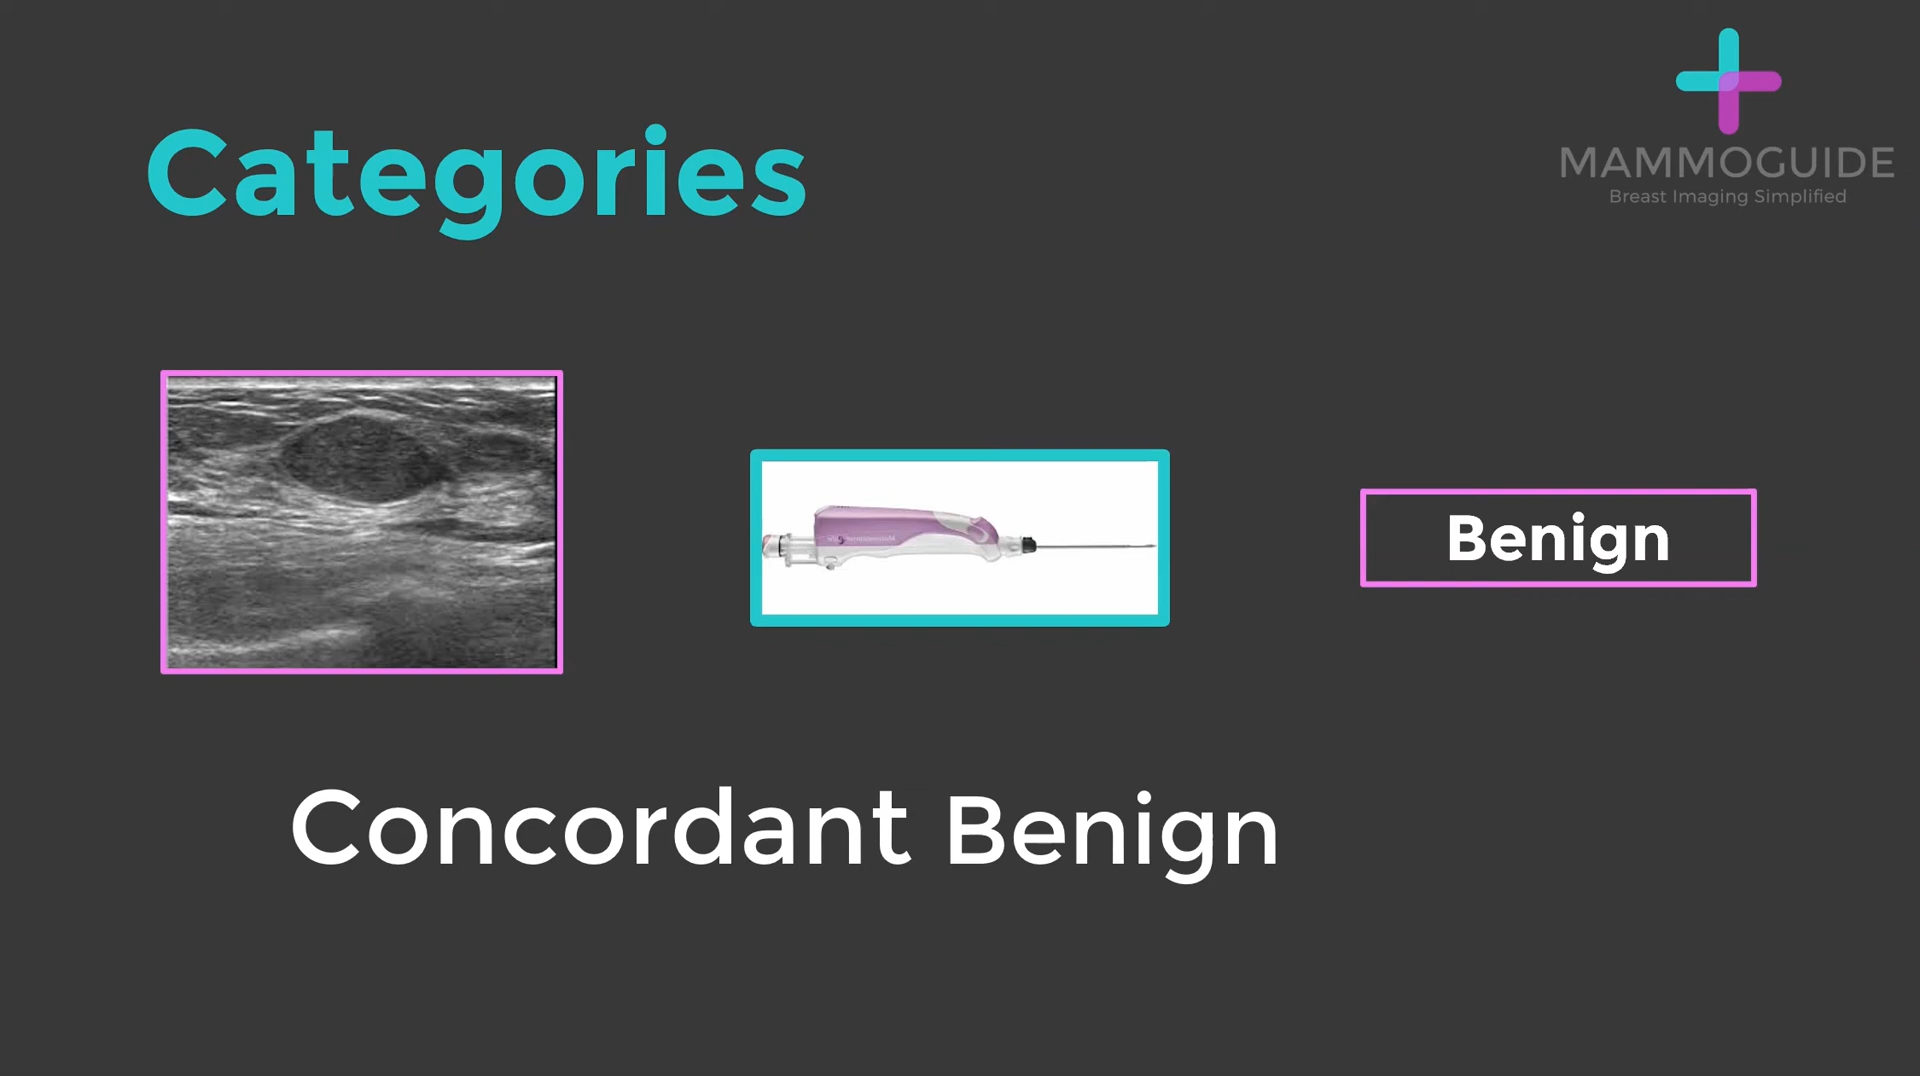 Categories
MAMMOGUIDE
Breast Imaging Simplified
Benign
Concordant Benign